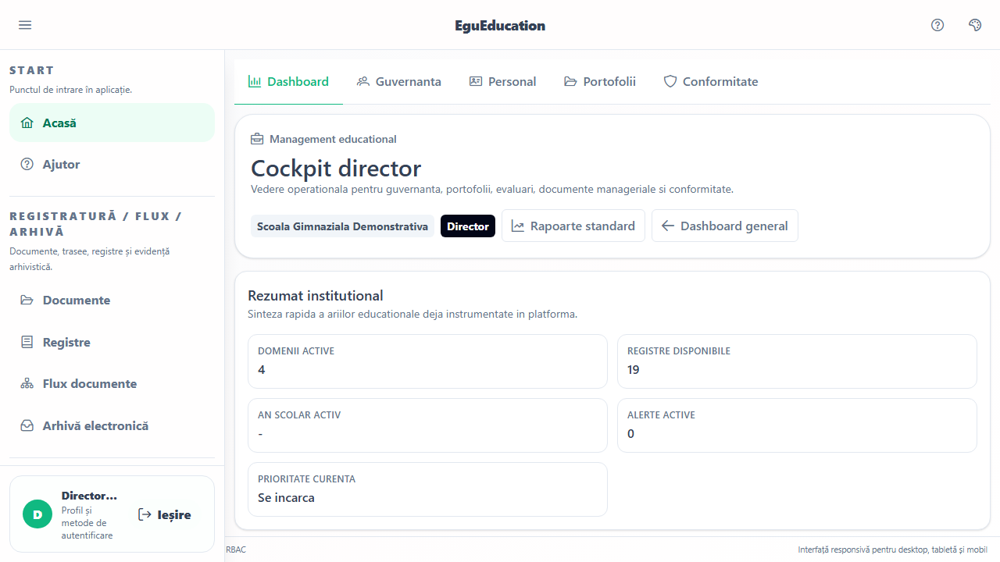 EguEducation
START
Punctul de intrare în aplicație.
Acasă
Ajutor
REGISTRATURĂ / FLUX /
ARHIVĂ
Documente, trasee, registre și evidență
arhivistică.
Documente
Registre
Flux documente
Arhivă electronică
D
Director...
Profil și
metode de
autentificare
Ieșire
Dashboard
Guvernanta
Personal
Portofolii
Conformitate
Management educational
Cockpit director
Vedere operationala pentru guvernanta, portofolii, evaluari, documente manageriale si conformitate.
Scoala Gimnaziala Demonstrativa
Director
Rapoarte standard
Dashboard general
Rezumat institutional
Sinteza rapida a ariilor educationale deja instrumentate in platforma.
DOMENII ACTIVE
4
REGISTRE DISPONIBILE
19
AN SCOLAR ACTIV
-
ALERTE ACTIVE
0
PRIORITATE CURENTA
Se incarca
RBAC
Interfață responsivă pentru desktop, tabletă și mobil